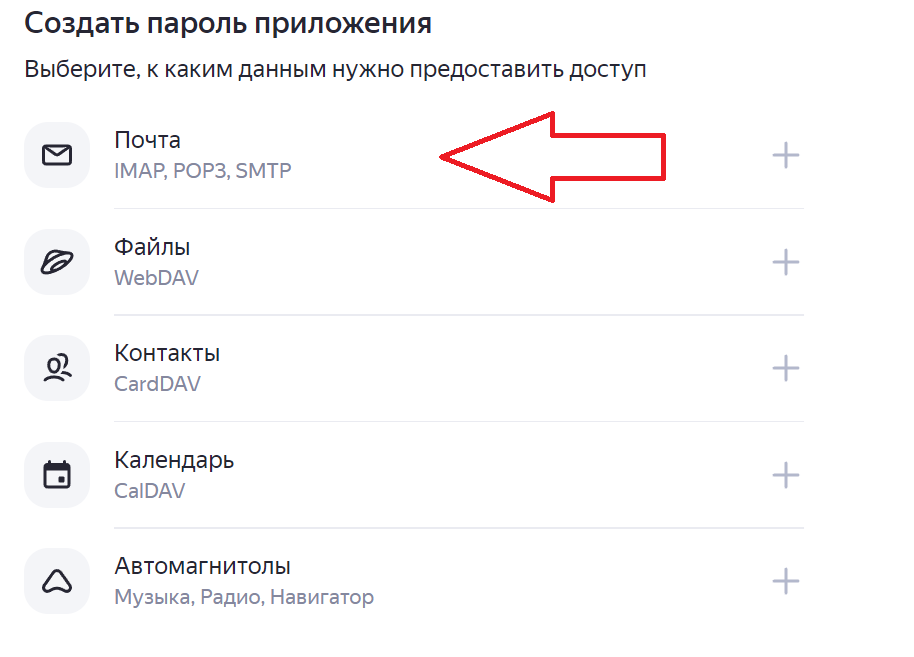 Создать пароль приложения
Выберите, к каким данным нужно предоставить доступ
Почта
IMAP, POP3, SMTP
Файлы
WebDAV
Контакты
CardDAV
Календарь
CalDAV
Автомагнитолы
Музыка, Радио, Навигатор